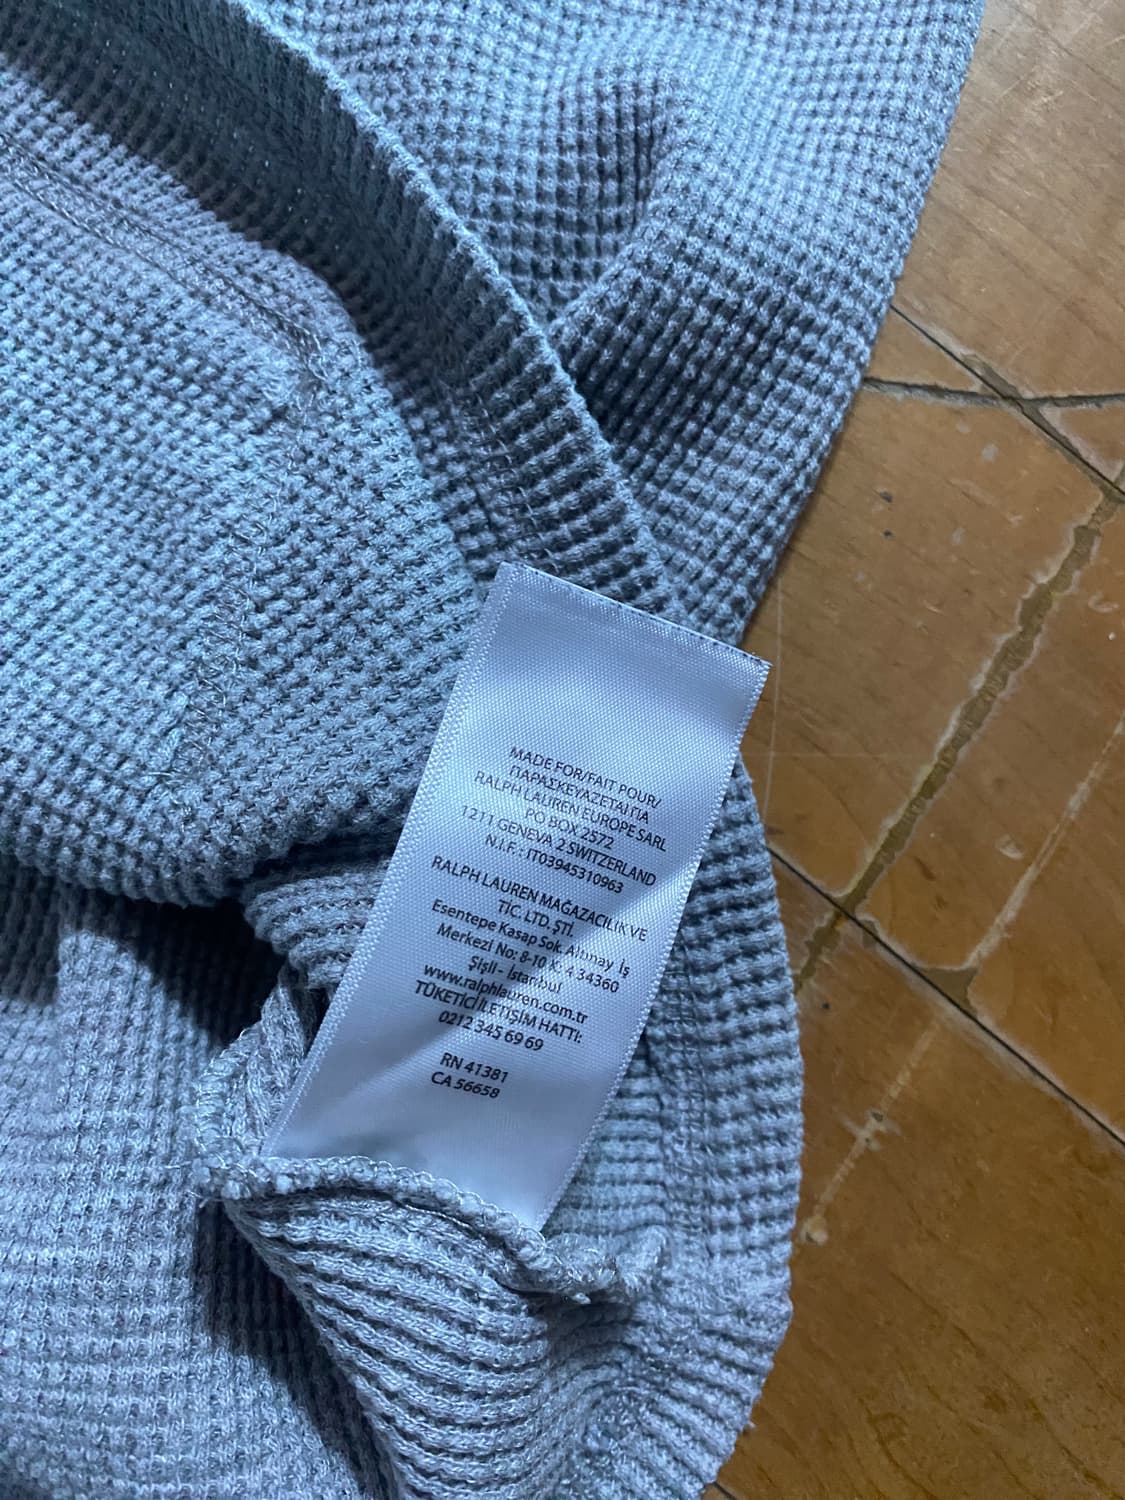 MADE FOR/FAIT POUR/
ΠΑΡΑΣΚΕΥΑΖΕΤΑΙ ΓΙΑ
RALPH LAUREN EUROPE SARL
PO BOX 2572
1211 GENEVA 2 SWITZERLAND
N.I.F. : IT03945310963
RALPH LAUREN MAĞAZACILIK VE
TİC. LTD. ŞTİ.
Esentepe Kasap Sok. Altınay İş
Merkezi No: 8-10 K: 4 34360
Şişli - İstanbul
www.ralphlauren.com.tr
TÜKETİCİ İLETİŞİM HATTI:
0212 345 69 69
RN 41381
CA 56658